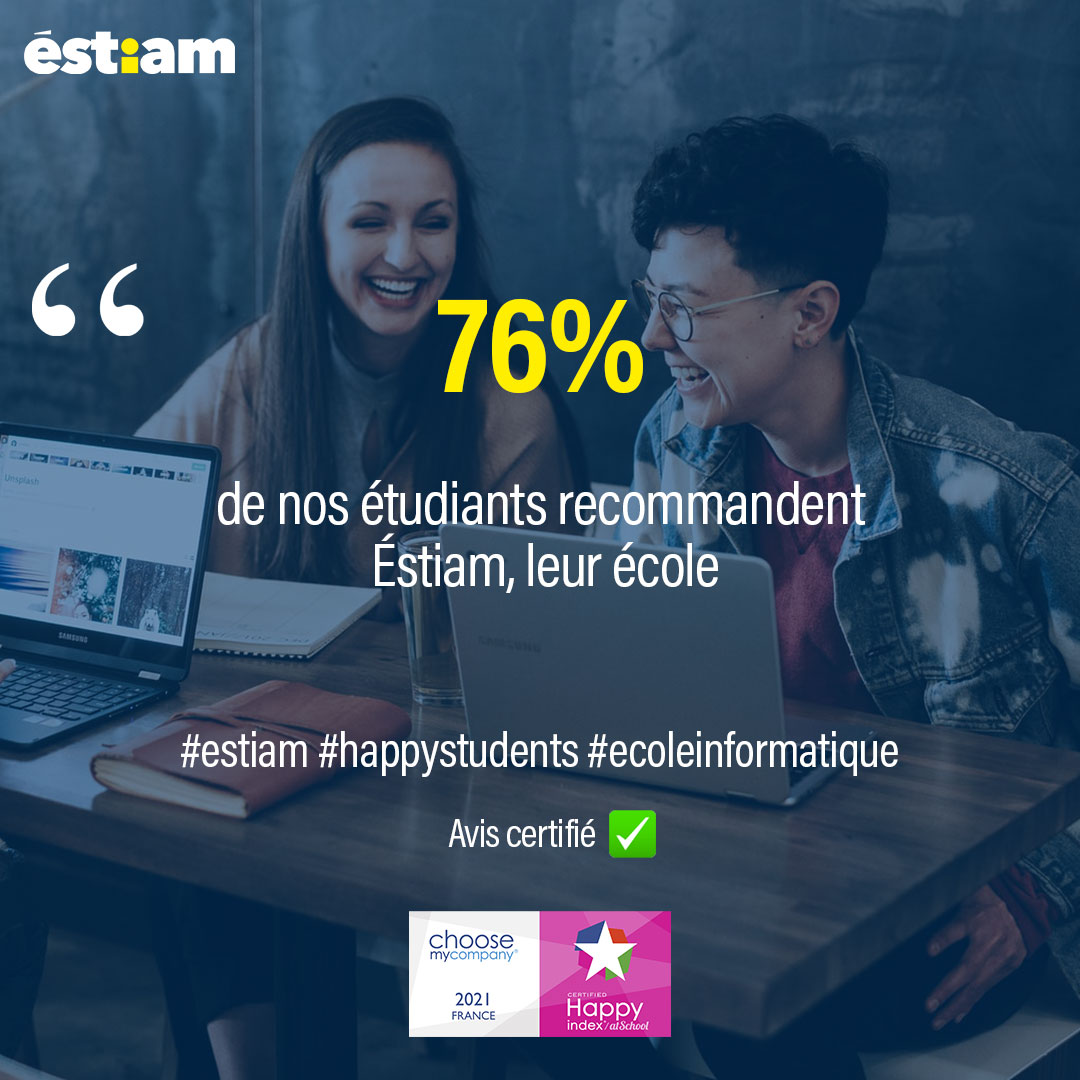 éstiam
“
76%
de nos étudiants recommandent
Éstiam, leur école
Unsplash
SAMSUNG
SAMSUNG
#estiam #happystudents #ecoleinformatique
Avis certifié ✅
choose
mycompany®
2021
FRANCE
CERTIFIED
Happy
index®/atSchool